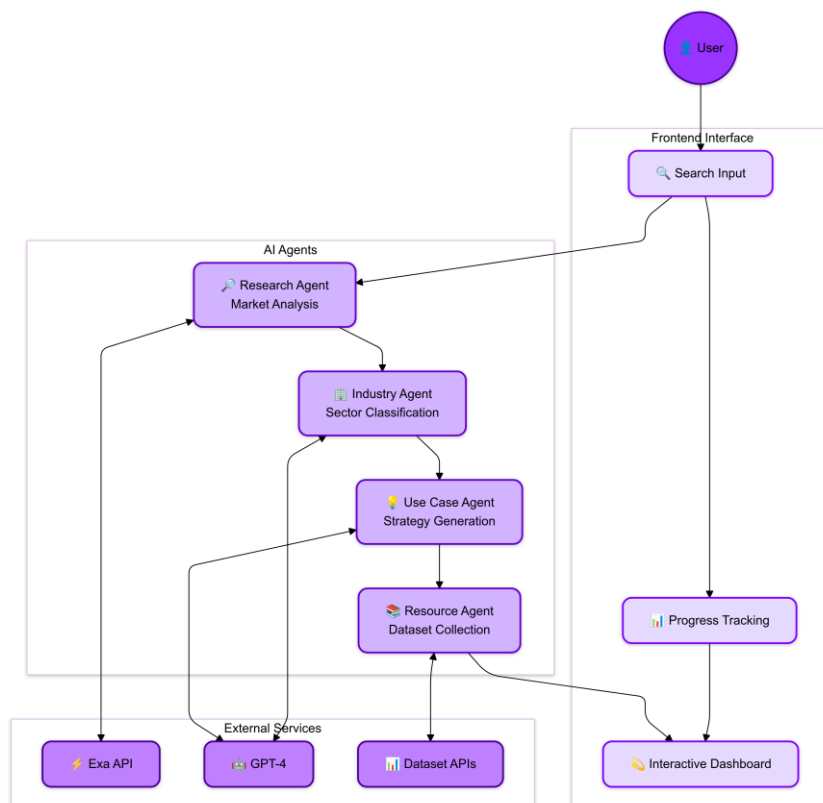 👤 User
Frontend Interface
🔍 Search Input
AI Agents
🔎 Research Agent
Market Analysis
🏢 Industry Agent
Sector Classification
💡 Use Case Agent
Strategy Generation
📚 Resource Agent
Dataset Collection
📊 Progress Tracking
External Services
⚡ Exa API
🤖 GPT-4
📊 Dataset APIs
💫 Interactive Dashboard